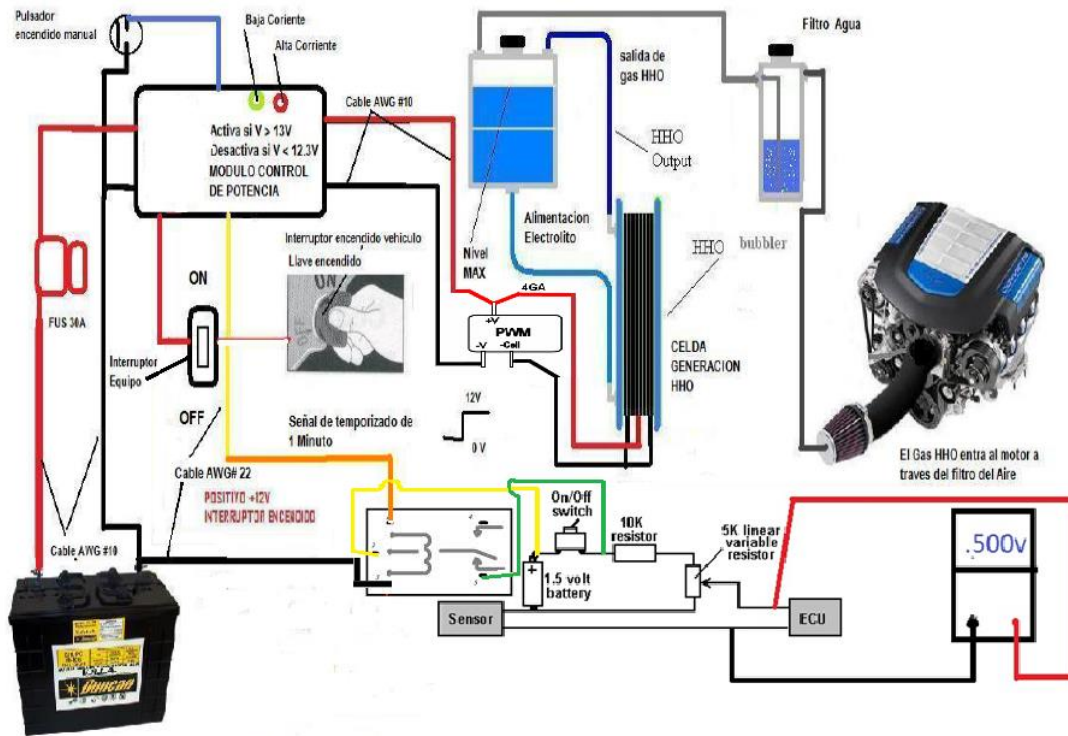 Pulsador
encendido manual
Baja Coriente
Alta Corriente
Activa si V > 13V
Desactiva si V < 12.3V
MODULO CONTROL
DE POTENCIA
Cable AWG #10
salida de
gas HHO
Filtro Agua
HHO
Output
Alimentacion
Electrolito
Nivel
MAX
HHO bubbler
FUS 30A
ON
Interruptor
Equipo
OFF
Interruptor encendido vehiculo
Llave encendido
ON
OFF
4GA
+V
PWM
-V
-Cell
CELDA
GENERACION
HHO
12V
0 V
Señal de temporizado de
1 Minuto
El Gas HHO entra al motor a
traves del filtro del Aire
Cable AWG# 22
POSITIVO +12V
INTERRUPTOR ENCENDIDO
Cable AWG #10
On/Off
switch
10K
resistor
5K linear
variable
resistor
+
1.5 volt
battery
Sensor
ECU
.500v
Duncan